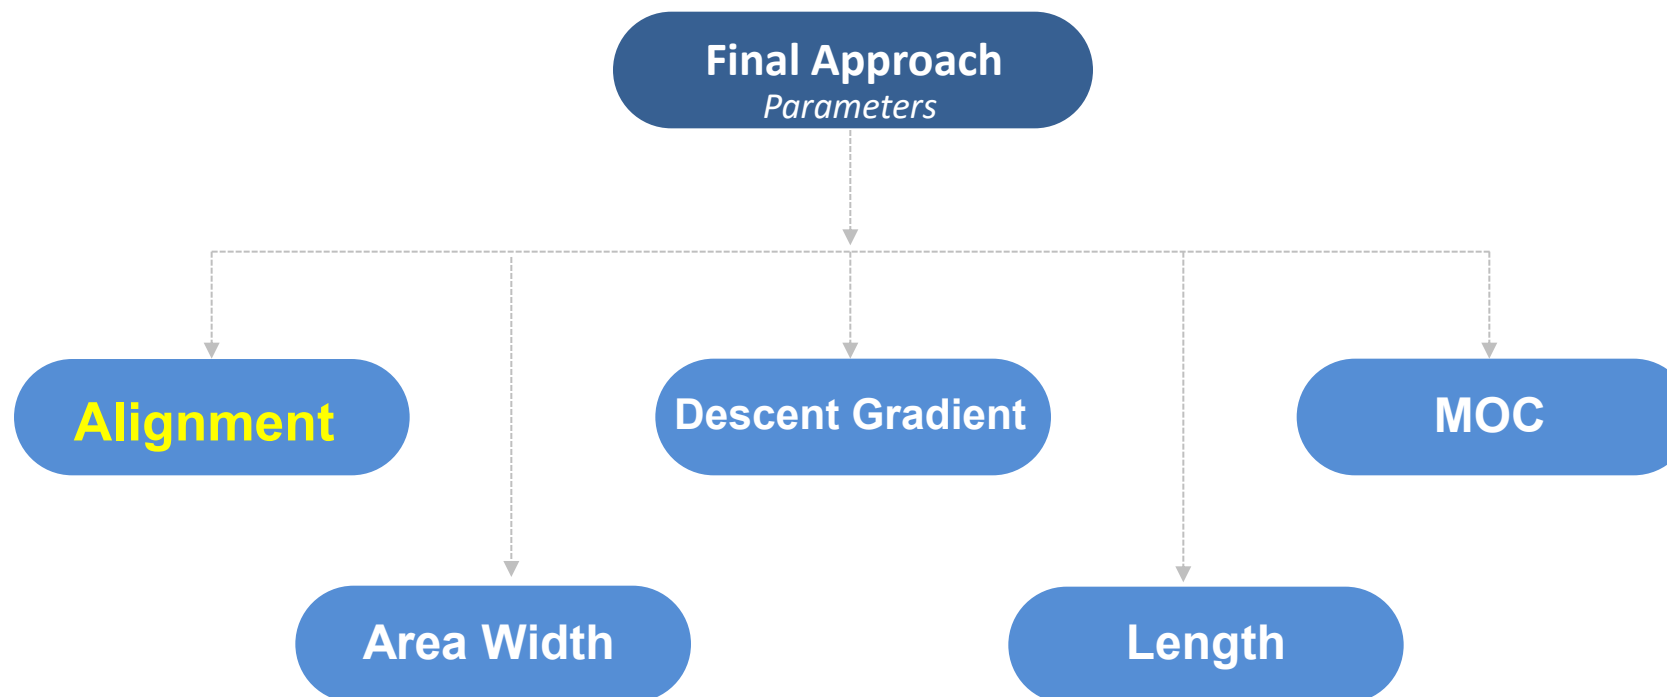 Final Approach
Parameters
Alignment
Descent Gradient
MOC
Area Width
Length